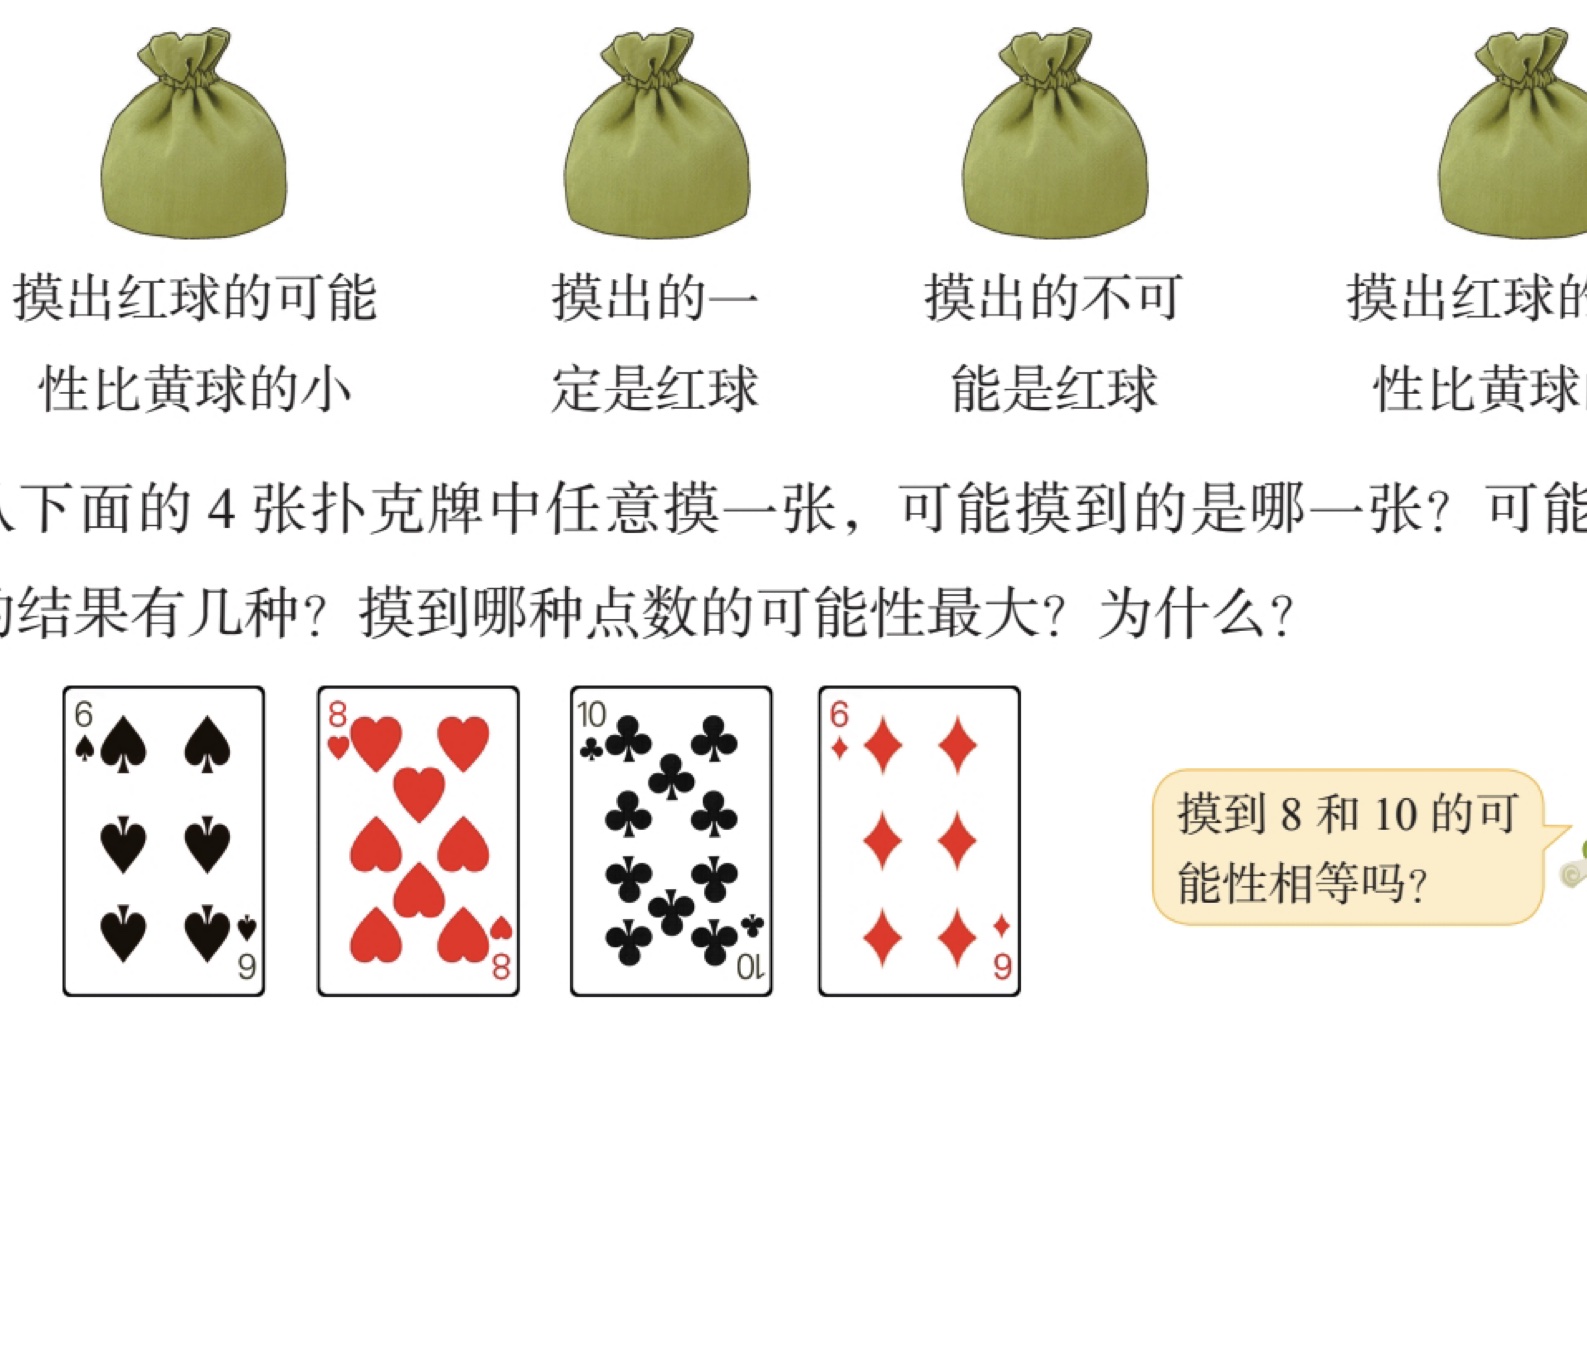 摸出红球的可能
性比黄球的小
摸出的一
定是红球
摸出的不可
能是红球
摸出红球的
性比黄球
下面的 4 张扑克牌中任意摸一张，可能摸到的是哪一张？可能
的结果有几种？摸到哪种点数的可能性最大？为什么？
6
6
8
8
10
10
6
6
摸到 8 和 10 的可
能性相等吗？